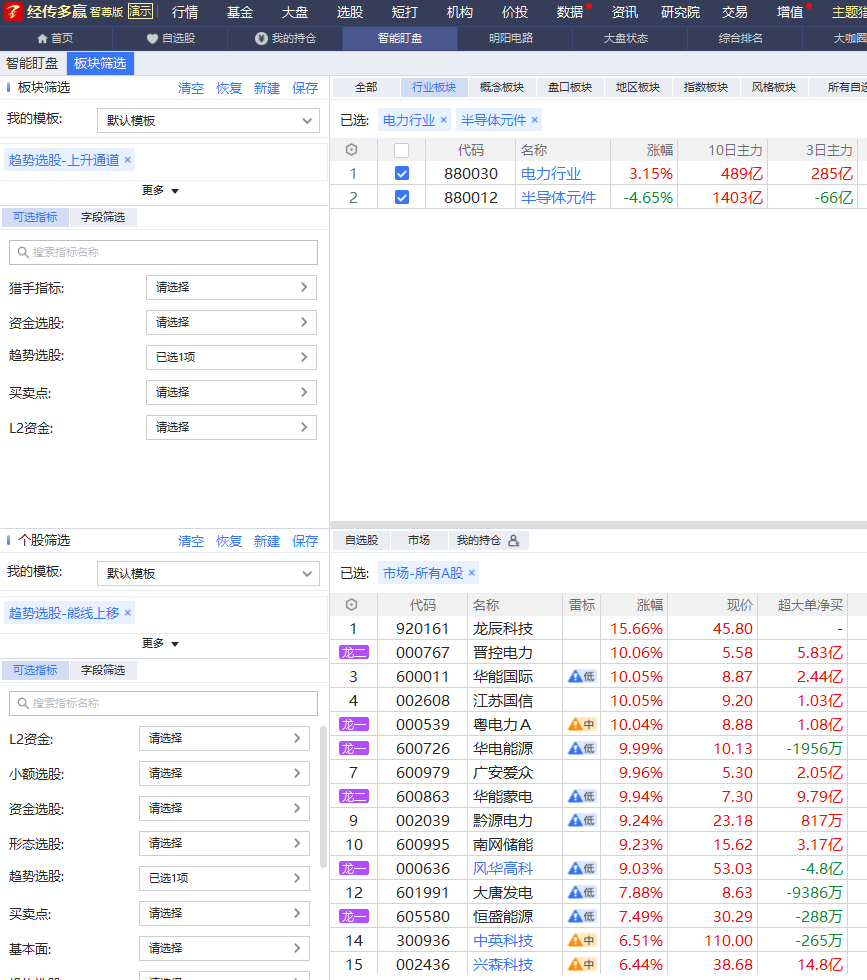 经传多赢 智尊版 演示 行情 基金 大盘 选股 短打 机构 价投 数据 资讯 研究院 交易 增值 主题猎
首页 自选股 我的持仓 智能盯盘 明阳电路 大盘状态 综合排名 大咖圈
智能盯盘 板块筛选
板块筛选 清空 恢复 新建 保存
我的模板: 默认模板
趋势选股-上升通道 ×
更多
可选指标 字段筛选
搜索指标名称
猎手指标: 请选择
资金选股: 请选择
趋势选股: 已选1项
买卖点: 请选择
L2资金: 请选择
全部 行业板块 概念板块 盘口板块 地区板块 指数板块 风格板块 所有自选
已选: 电力行业 × 半导体元件 ×
代码 名称 涨幅 10日主力 3日主力
1 880030 电力行业 3.15% 489亿 285亿
2 880012 半导体元件 -4.65% 1403亿 -66亿
个股筛选 清空 恢复 新建 保存
我的模板: 默认模板
趋势选股-熊线上移 ×
更多
可选指标 字段筛选
搜索指标名称
L2资金: 请选择
小额选股: 请选择
资金选股: 请选择
形态选股: 请选择
趋势选股: 已选1项
买卖点: 请选择
基本面: 请选择
自选股 市场 我的持仓
已选: 市场-所有A股 ×
代码 名称 雷标 涨幅 现价 超大单净买
1 920161 龙辰科技 15.66% 45.80 -
龙二 000767 晋控电力 10.06% 5.58 5.83亿
3 600011 华能国际 低 10.05% 8.87 2.44亿
4 002608 江苏国信 10.05% 9.20 1.03亿
龙一 000539 粤电力A 中 10.04% 8.88 1.08亿
龙一 600726 华电能源 低 9.99% 10.13 -1956万
7 600979 广安爱众 9.96% 5.30 2.05亿
龙二 600863 华能蒙电 低 9.94% 7.30 9.79亿
9 002039 黔源电力 低 9.24% 23.18 817万
10 600995 南网储能 9.23% 15.62 3.17亿
龙一 000636 风华高科 低 9.03% 53.03 -4.8亿
12 601991 大唐发电 低 7.88% 8.63 -9386万
龙一 605580 恒盛能源 低 7.49% 30.29 -288万
14 300936 中英科技 中 6.51% 110.00 -265万
15 002436 兴森科技 中 6.44% 38.68 14.8亿